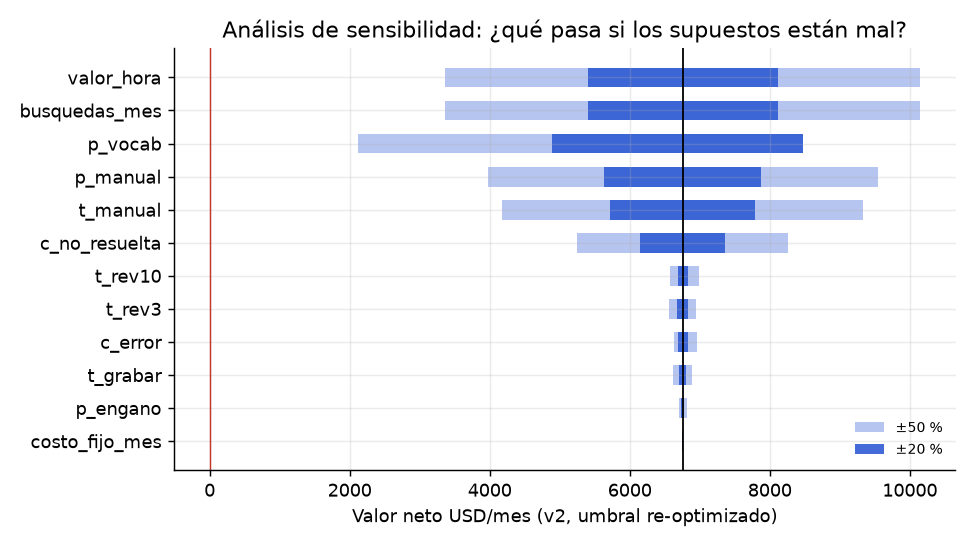 Análisis de sensibilidad: ¿qué pasa si los supuestos están mal?
valor_hora
busquedas_mes
p_vocab
p_manual
t_manual
c_no_resuelta
t_rev10
t_rev3
c_error
t_grabar
p_engano
costo_fijo_mes
±50 %
±20 %
0 2000 4000 6000 8000 10000
Valor neto USD/mes (v2, umbral re-optimizado)